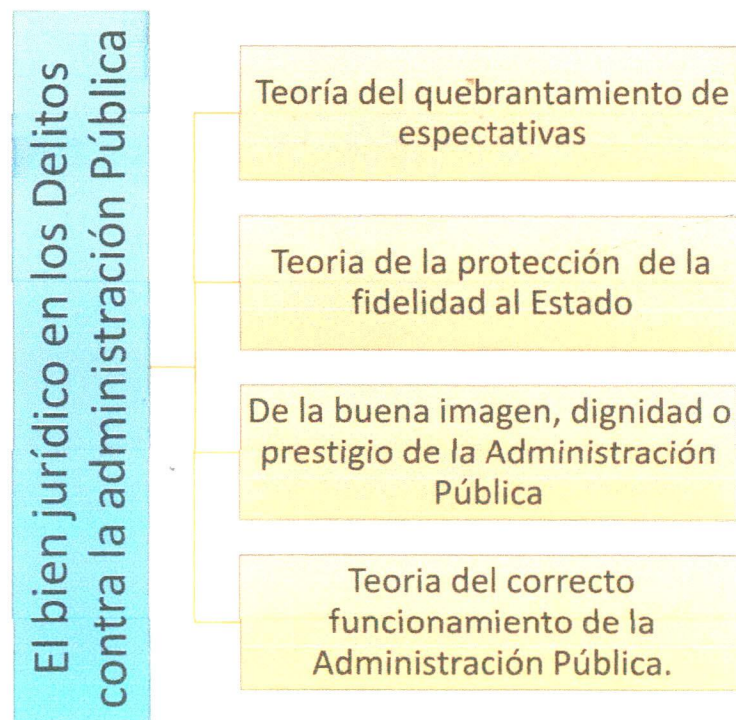 El bien jurídico en los Delitos
contra la administración Pública
Teoría del quebrantamiento de
espectativas
Teoria de la protección de la
fidelidad al Estado
De la buena imagen, dignidad o
prestigio de la Administración
Pública
Teoria del correcto
funcionamiento de la
Administración Pública.